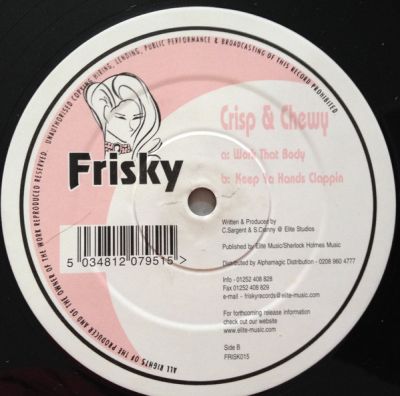 UNAUTHORISED COPYING HIRING, LENDING, PUBLIC PERFORMANCE & BROADCASTING OF THIS RECORD PROHIBITED.
ALL RIGHTS OF THE PRODUCER AND OF THE OWNER OF THE WORK REPRODUCED RESERVED.
Frisky
Crisp & Chewy
a: Work That Body
b: Keep Ya Hands Clappin
Written & Produced by
C.Sargent & S.Canny @ Elite Studios
Published by Elite Music/Sherlock Holmes Music
Distributed by Alphamagic Distribution - 0208 960 4777
Info - 01252 408 828
Fax 01252 408 829
e-mail - friskyrecords@elite-music.com
For forthcoming release information
check out our website
www.elite-music.com
Side B
FRISK015
5 034812 079515 >